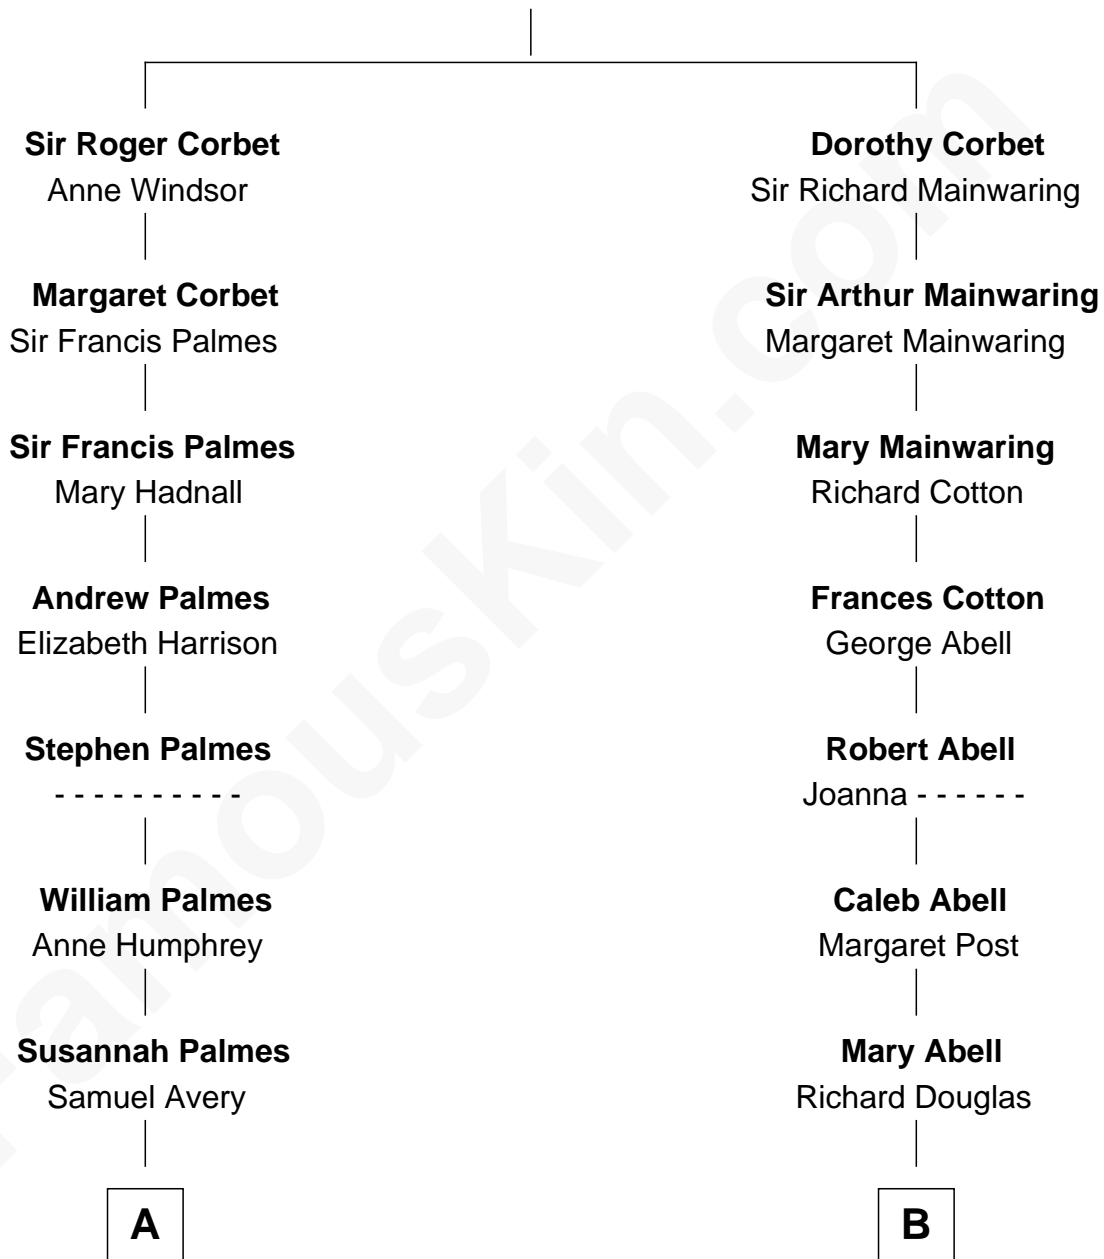 Sir Roger Corbet
Anne Windsor
Dorothy Corbet
Sir Richard Mainwaring
Margaret Corbet
Sir Francis Palmes
Sir Arthur Mainwaring
Margaret Mainwaring
Sir Francis Palmes
Mary Hadnall
Mary Mainwaring
Richard Cotton
Andrew Palmes
Elizabeth Harrison
Frances Cotton
George Abell
Stephen Palmes
- - - - - - - - - -
Robert Abell
Joanna - - - - - -
William Palmes
Anne Humphrey
Caleb Abell
Margaret Post
Susannah Palmes
Samuel Avery
Mary Abell
Richard Douglas
A
B
FamousKin.com